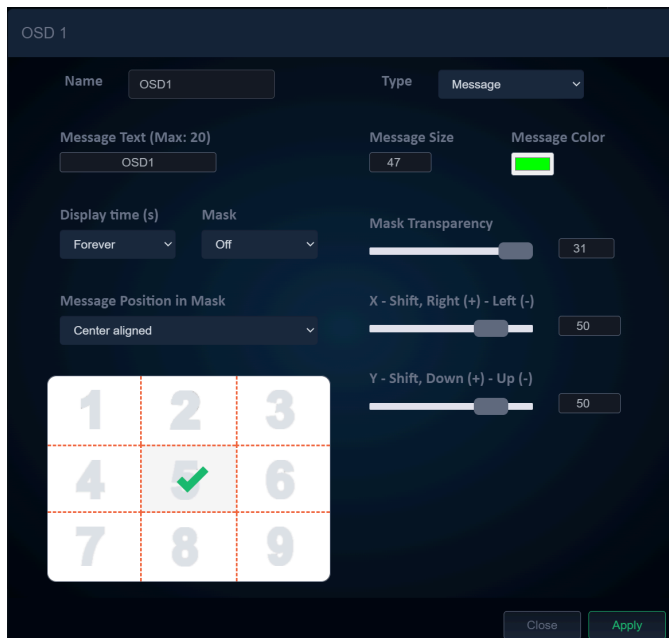 OSD 1
Name OSD1 Type Message
Message Text (Max: 20) Message Size Message Color
OSD1 47
Display time (s) Mask Mask Transparency
Forever Off 31
Message Position in Mask X - Shift, Right (+) - Left (-)
Center aligned 50
Y - Shift, Down (+) - Up (-)
50
1 2 3
4 5 6
7 8 9
Close Apply